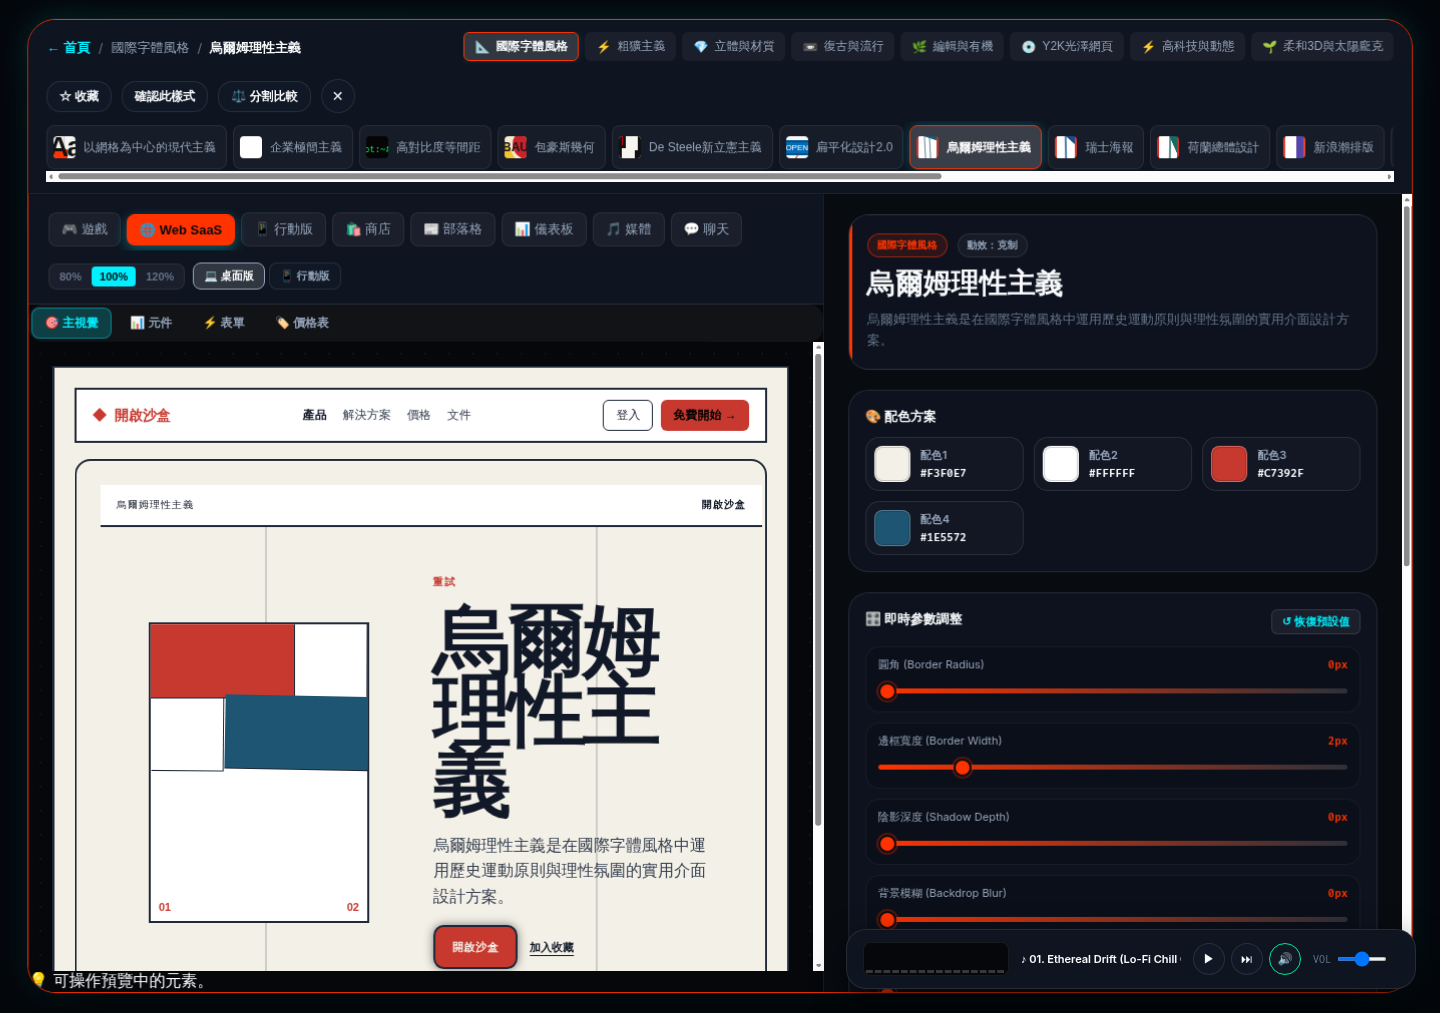 ← 首頁 / 國際字體風格 / 烏爾姆理性主義
📐 國際字體風格 ⚡ 粗獷主義 💎 立體與材質 📼 復古與流行 🌿 編輯與有機 💿 Y2K光澤網頁 ⚡ 高科技與動態 🌱 柔和3D與太陽龐克
☆ 收藏 確認此樣式 ⚖️ 分割比較 ✕
以網格為中心的現代主義 企業極簡主義 高對比度等間距 包豪斯幾何 De Steele新立憲主義 扁平化設計2.0 烏爾姆理性主義 瑞士海報 荷蘭總體設計 新浪潮排版
🎮 遊戲 🌐 Web SaaS 📱 行動版 🛍️ 商店 📰 部落格 📊 儀表板 🎵 媒體 💬 聊天
80% 100% 120% 💻 桌面版 📱 行動版
🎯 主視覺 📊 元件 ⚡ 表單 🏷️ 價格表
◆ 開啟沙盒 產品 解決方案 價格 文件 登入 免費開始 →
烏爾姆理性主義 開啟沙盒
重試
烏爾姆
理性主
義
烏爾姆理性主義是在國際字體風格中運
用歷史運動原則與理性氛圍的實用介面
設計方案。
01 02
開啟沙盒 加入收藏
💡 可操作預覽中的元素。
國際字體風格 動效：克制
烏爾姆理性主義
烏爾姆理性主義是在國際字體風格中運用歷史運動原則與理性氛圍的實用介面設計方
案。
🎨 配色方案
配色1
#F3F0E7
配色2
#FFFFFF
配色3
#C7392F
配色4
#1E5572
🎛️ 即時參數調整 ↺ 恢復預設值
圓角 (Border Radius) 0px
邊框寬度 (Border Width) 2px
陰影深度 (Shadow Depth) 0px
背景模糊 (Backdrop Blur) 0px
♪ 01. Ethereal Drift (Lo-Fi Chill
VOL